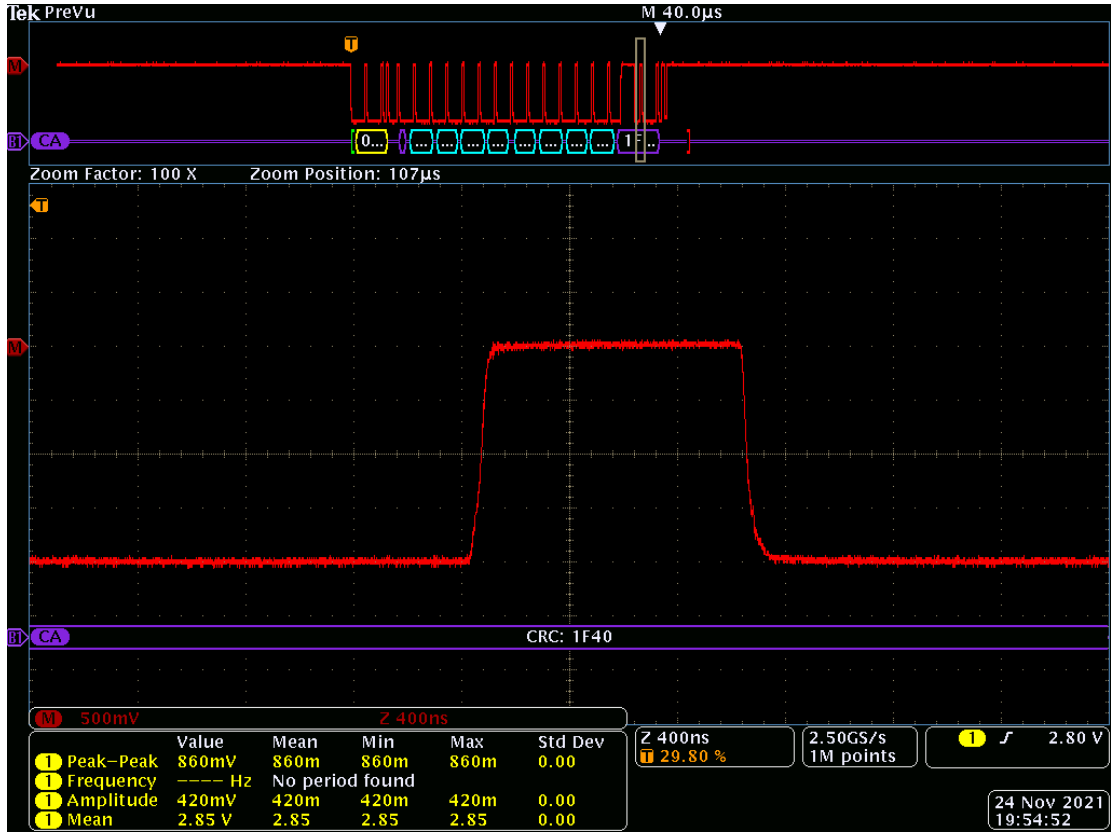 Tek PreVu M 40.0µs
T
M
B1 CA 0... ... ... ... ... ... ... ... ... 1F..
Zoom Factor: 100 X Zoom Position: 107µs
T
M
B1 CA CRC: 1F40
M 500mV Z 400ns
Value Mean Min Max Std Dev
1 Peak-Peak 860mV 860m 860m 860m 0.00
1 Frequency ---- Hz No period found
1 Amplitude 420mV 420m 420m 420m 0.00
1 Mean 2.85 V 2.85 2.85 2.85 0.00
Z 400ns
T 29.80 %
2.50GS/s
1M points
1 2.80 V
24 Nov 2021
19:54:52